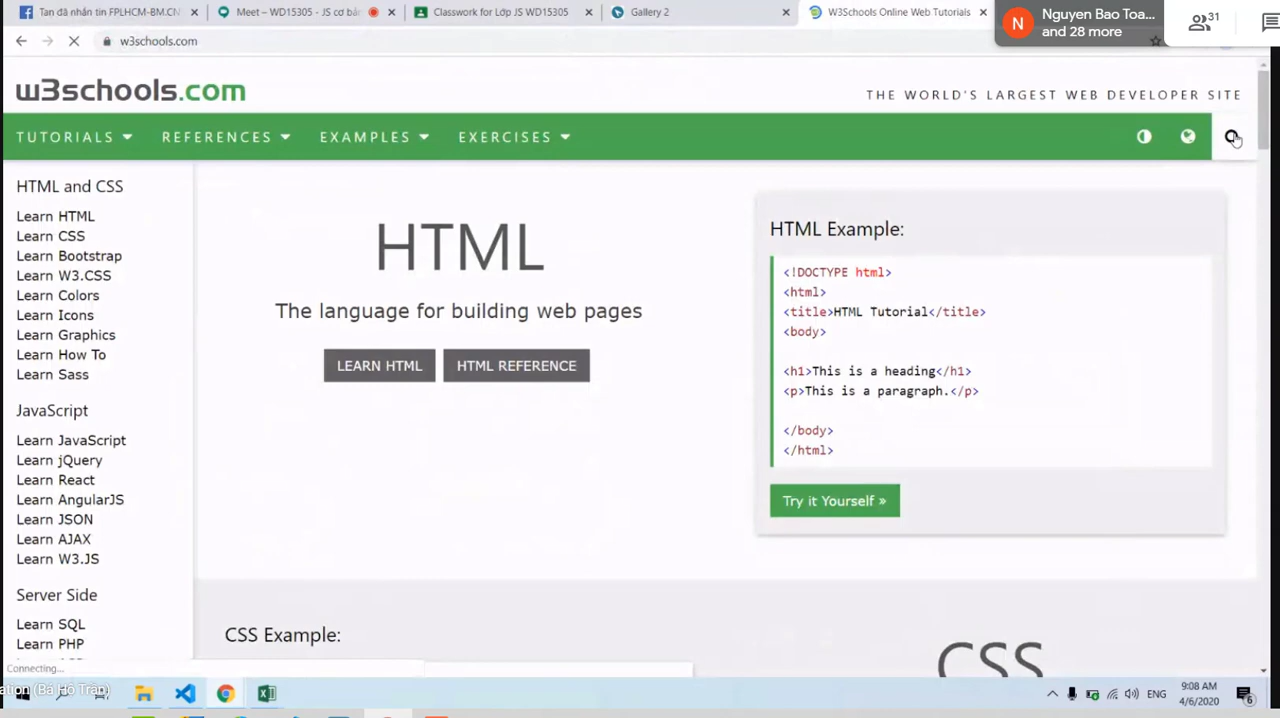 Tan đã nhắn tin FPLHCM-BM.CN
Meet – WD15305 - JS cơ bản
Classwork for Lớp JS WD15305
Gallery 2
W3Schools Online Web Tutorials
Nguyen Bao Toa...
and 28 more
31
N
w3schools.com
w3schools.com
THE WORLD'S LARGEST WEB DEVELOPER SITE
TUTORIALS
REFERENCES
EXAMPLES
EXERCISES
HTML and CSS
Learn HTML
Learn CSS
Learn Bootstrap
Learn W3.CSS
Learn Colors
Learn Icons
Learn Graphics
Learn How To
Learn Sass
JavaScript
Learn JavaScript
Learn jQuery
Learn React
Learn AngularJS
Learn JSON
Learn AJAX
Learn W3.JS
Server Side
Learn SQL
Learn PHP
HTML
The language for building web pages
LEARN HTML
HTML REFERENCE
HTML Example:
<!DOCTYPE html>
<html>
<title>HTML Tutorial</title>
<body>
<h1>This is a heading</h1>
<p>This is a paragraph.</p>
</body>
</html>
Try it Yourself »
CSS Example:
CSS
Connecting...
(Ba Ho Tran)
ENG
9:08 AM
4/6/2020
6